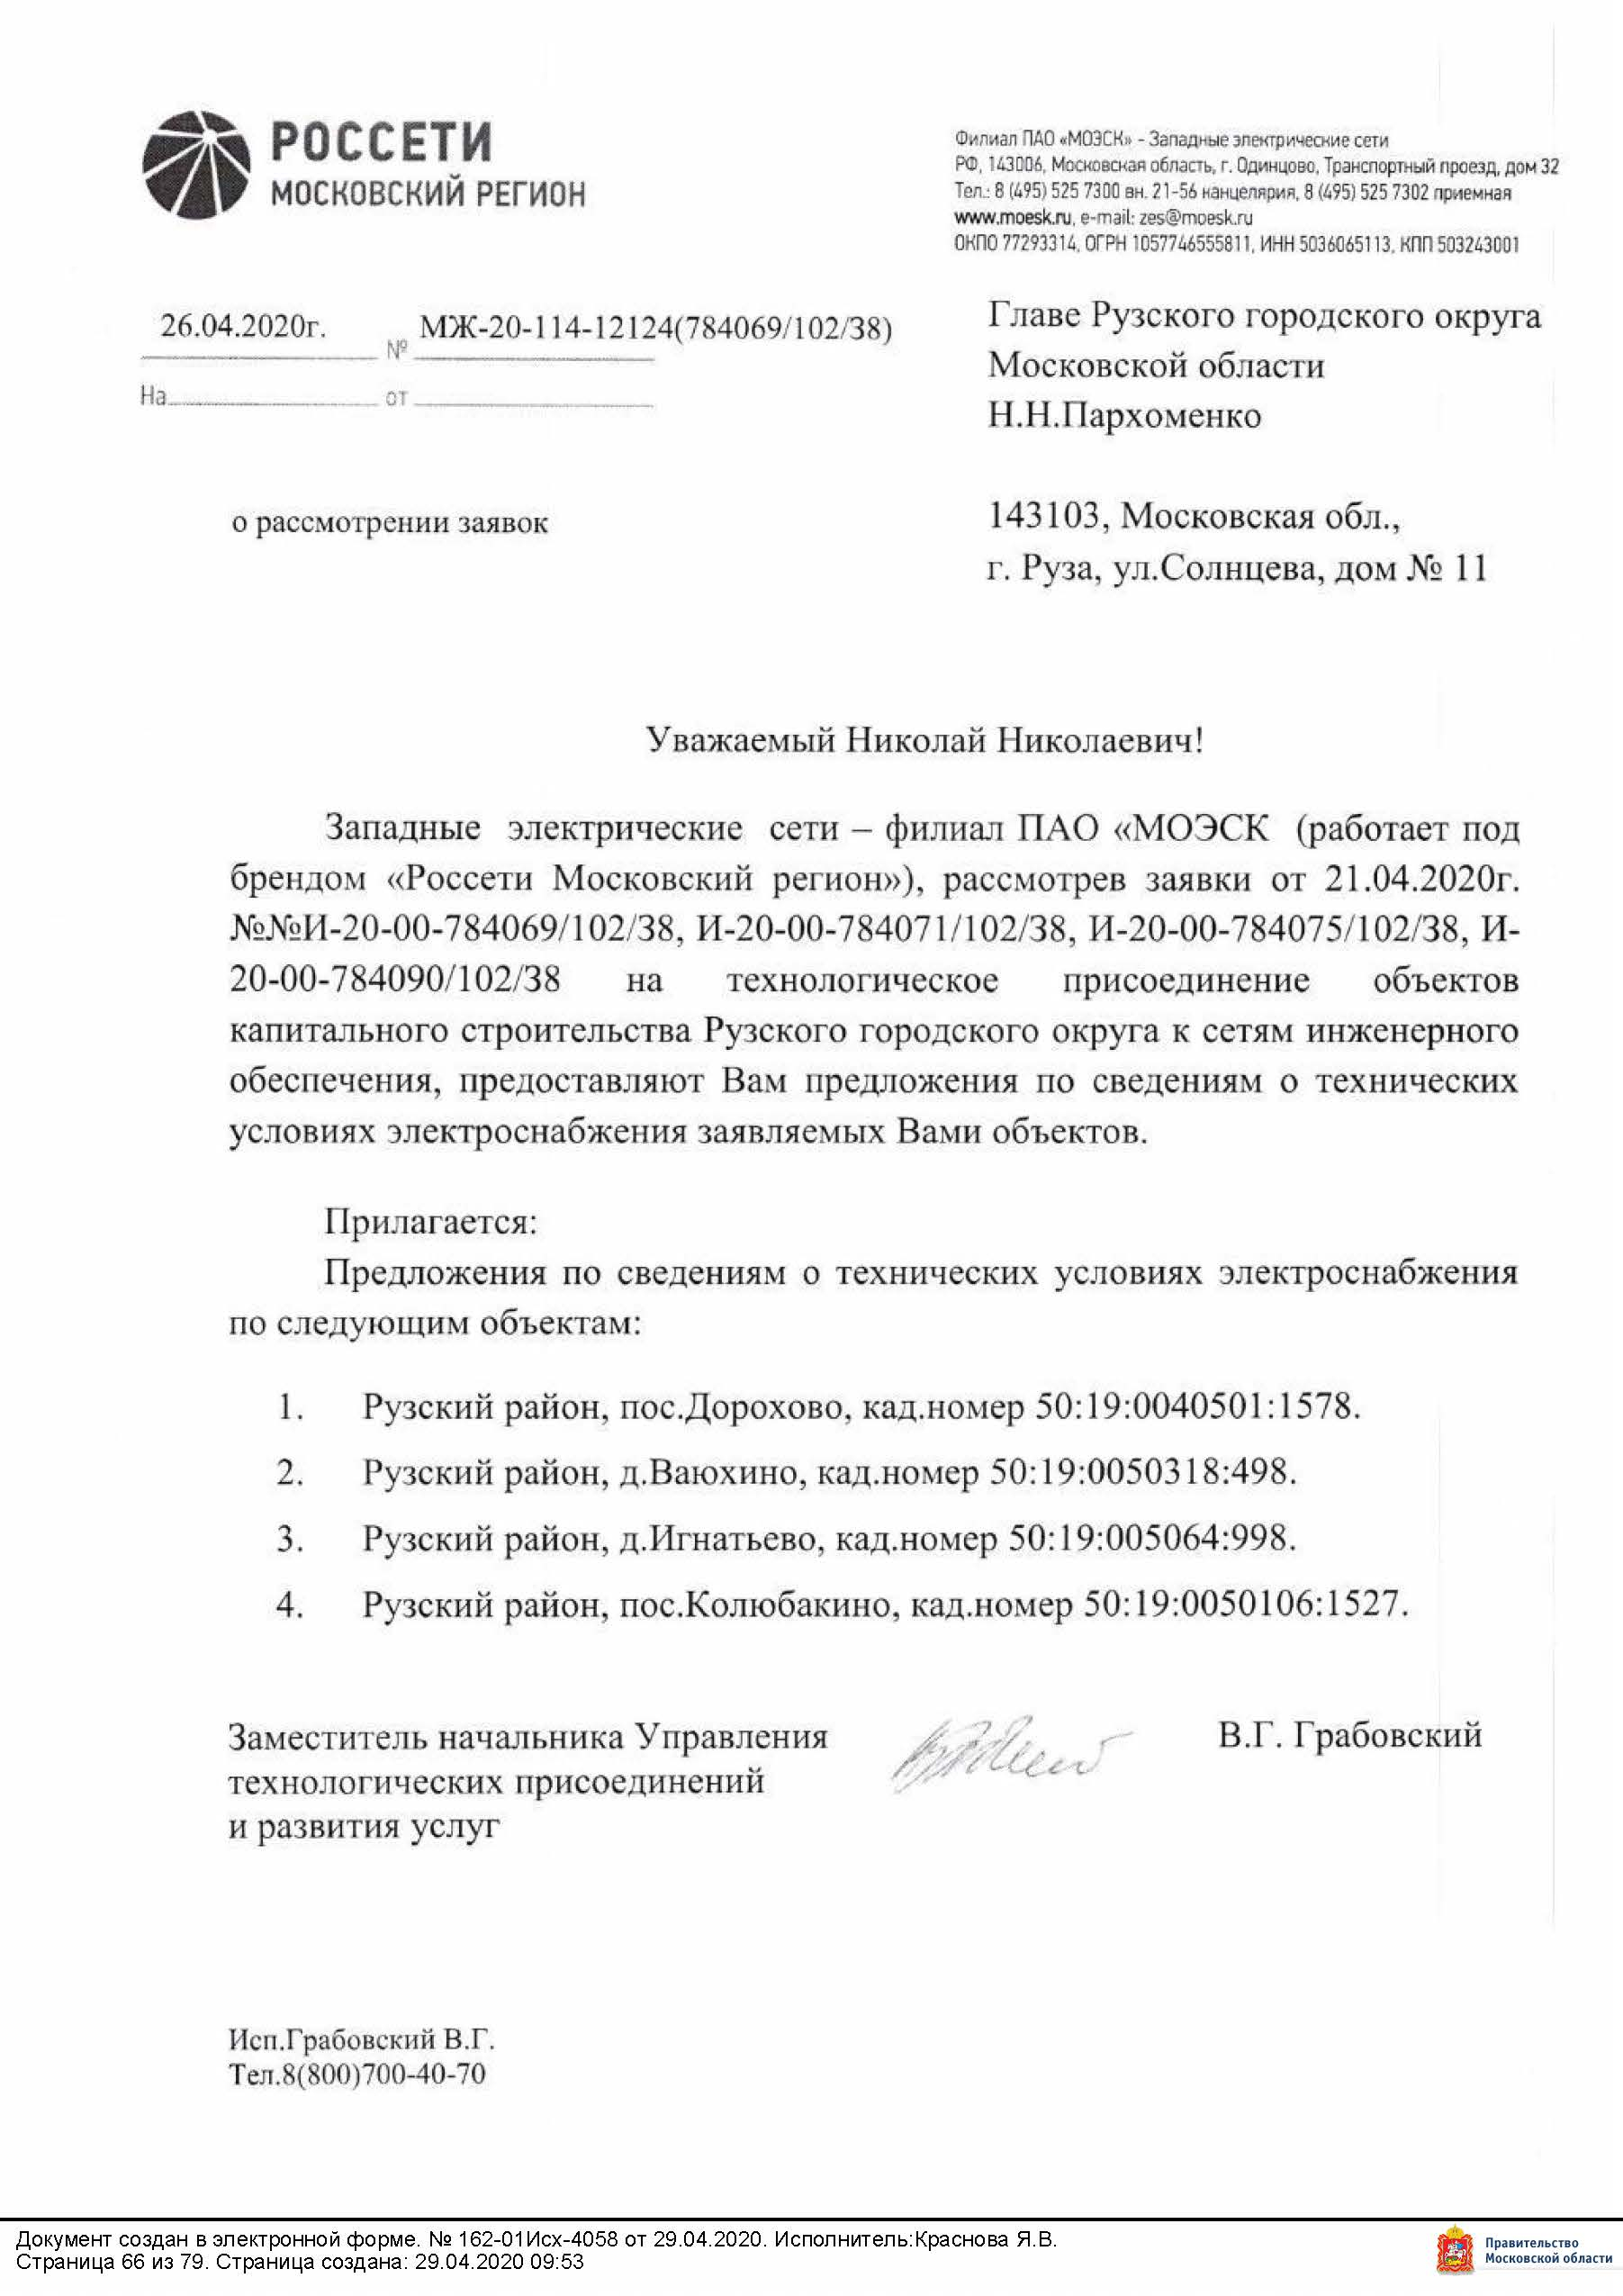 РОССЕТИ
МОСКОВСКИЙ РЕГИОН
Филиал ПАО «МОЭСК» - Западные электрические сети
РФ, 143006, Московская область, г. Одинцово, Транспортный проезд, дом 32
Тел.: 8 (495) 525 7300 вн. 21-56 канцелярия, 8 (495) 525 7302 приемная
www.moesk.ru, e-mail: zes@moesk.ru
ОКПО 77293314, ОГРН 1057746555811, ИНН 5036065113, КПП 503243001
26.04.2020г. № МЖ-20-114-12124(784069/102/38)
На от
Главе Рузского городского округа
Московской области
Н.Н.Пархоменко
о рассмотрении заявок
143103, Московская обл.,
г. Руза, ул.Солнцева, дом № 11
Уважаемый Николай Николаевич!
Западные электрические сети – филиал ПАО «МОЭСК (работает под
брендом «Россети Московский регион»), рассмотрев заявки от 21.04.2020г.
№№И-20-00-784069/102/38, И-20-00-784071/102/38, И-20-00-784075/102/38, И-
20-00-784090/102/38 на технологическое присоединение объектов
капитального строительства Рузского городского округа к сетям инженерного
обеспечения, предоставляют Вам предложения по сведениям о технических
условиях электроснабжения заявляемых Вами объектов.
Прилагается:
Предложения по сведениям о технических условиях электроснабжения
по следующим объектам:
1. Рузский район, пос.Дорохово, кад.номер 50:19:0040501:1578.
2. Рузский район, д.Ваюхино, кад.номер 50:19:0050318:498.
3. Рузский район, д.Игнатьево, кад.номер 50:19:005064:998.
4. Рузский район, пос.Колюбакино, кад.номер 50:19:0050106:1527.
Заместитель начальника Управления
технологических присоединений
и развития услуг
В.Г. Грабовский
Исп.Грабовский В.Г.
Тел.8(800)700-40-70
Документ создан в электронной форме. № 162-01Исх-4058 от 29.04.2020. Исполнитель:Краснова Я.В.
Страница 66 из 79. Страница создана: 29.04.2020 09:53
Правительство
Московской области